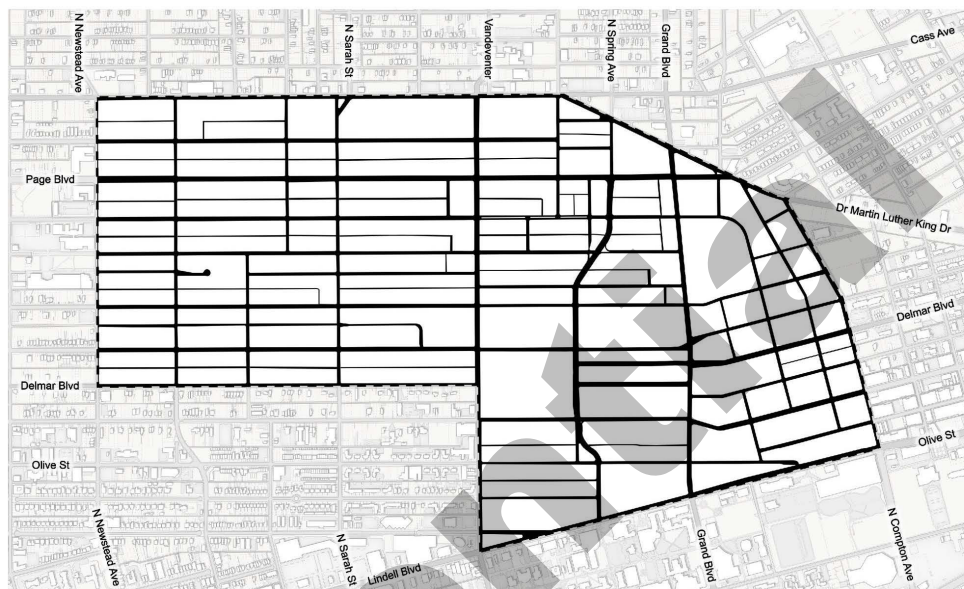 N Newstead Ave
N Sarah St
Vandeventer
N Spring Ave
Grand Blvd
Cass Ave
Page Blvd
Dr Martin Luther King Dr
Delmar Blvd
Delmar Blvd
Olive St
Olive St
N Newstead Ave
N Sarah St
Lindell Blvd
Grand Blvd
N Compton Ave
ntial